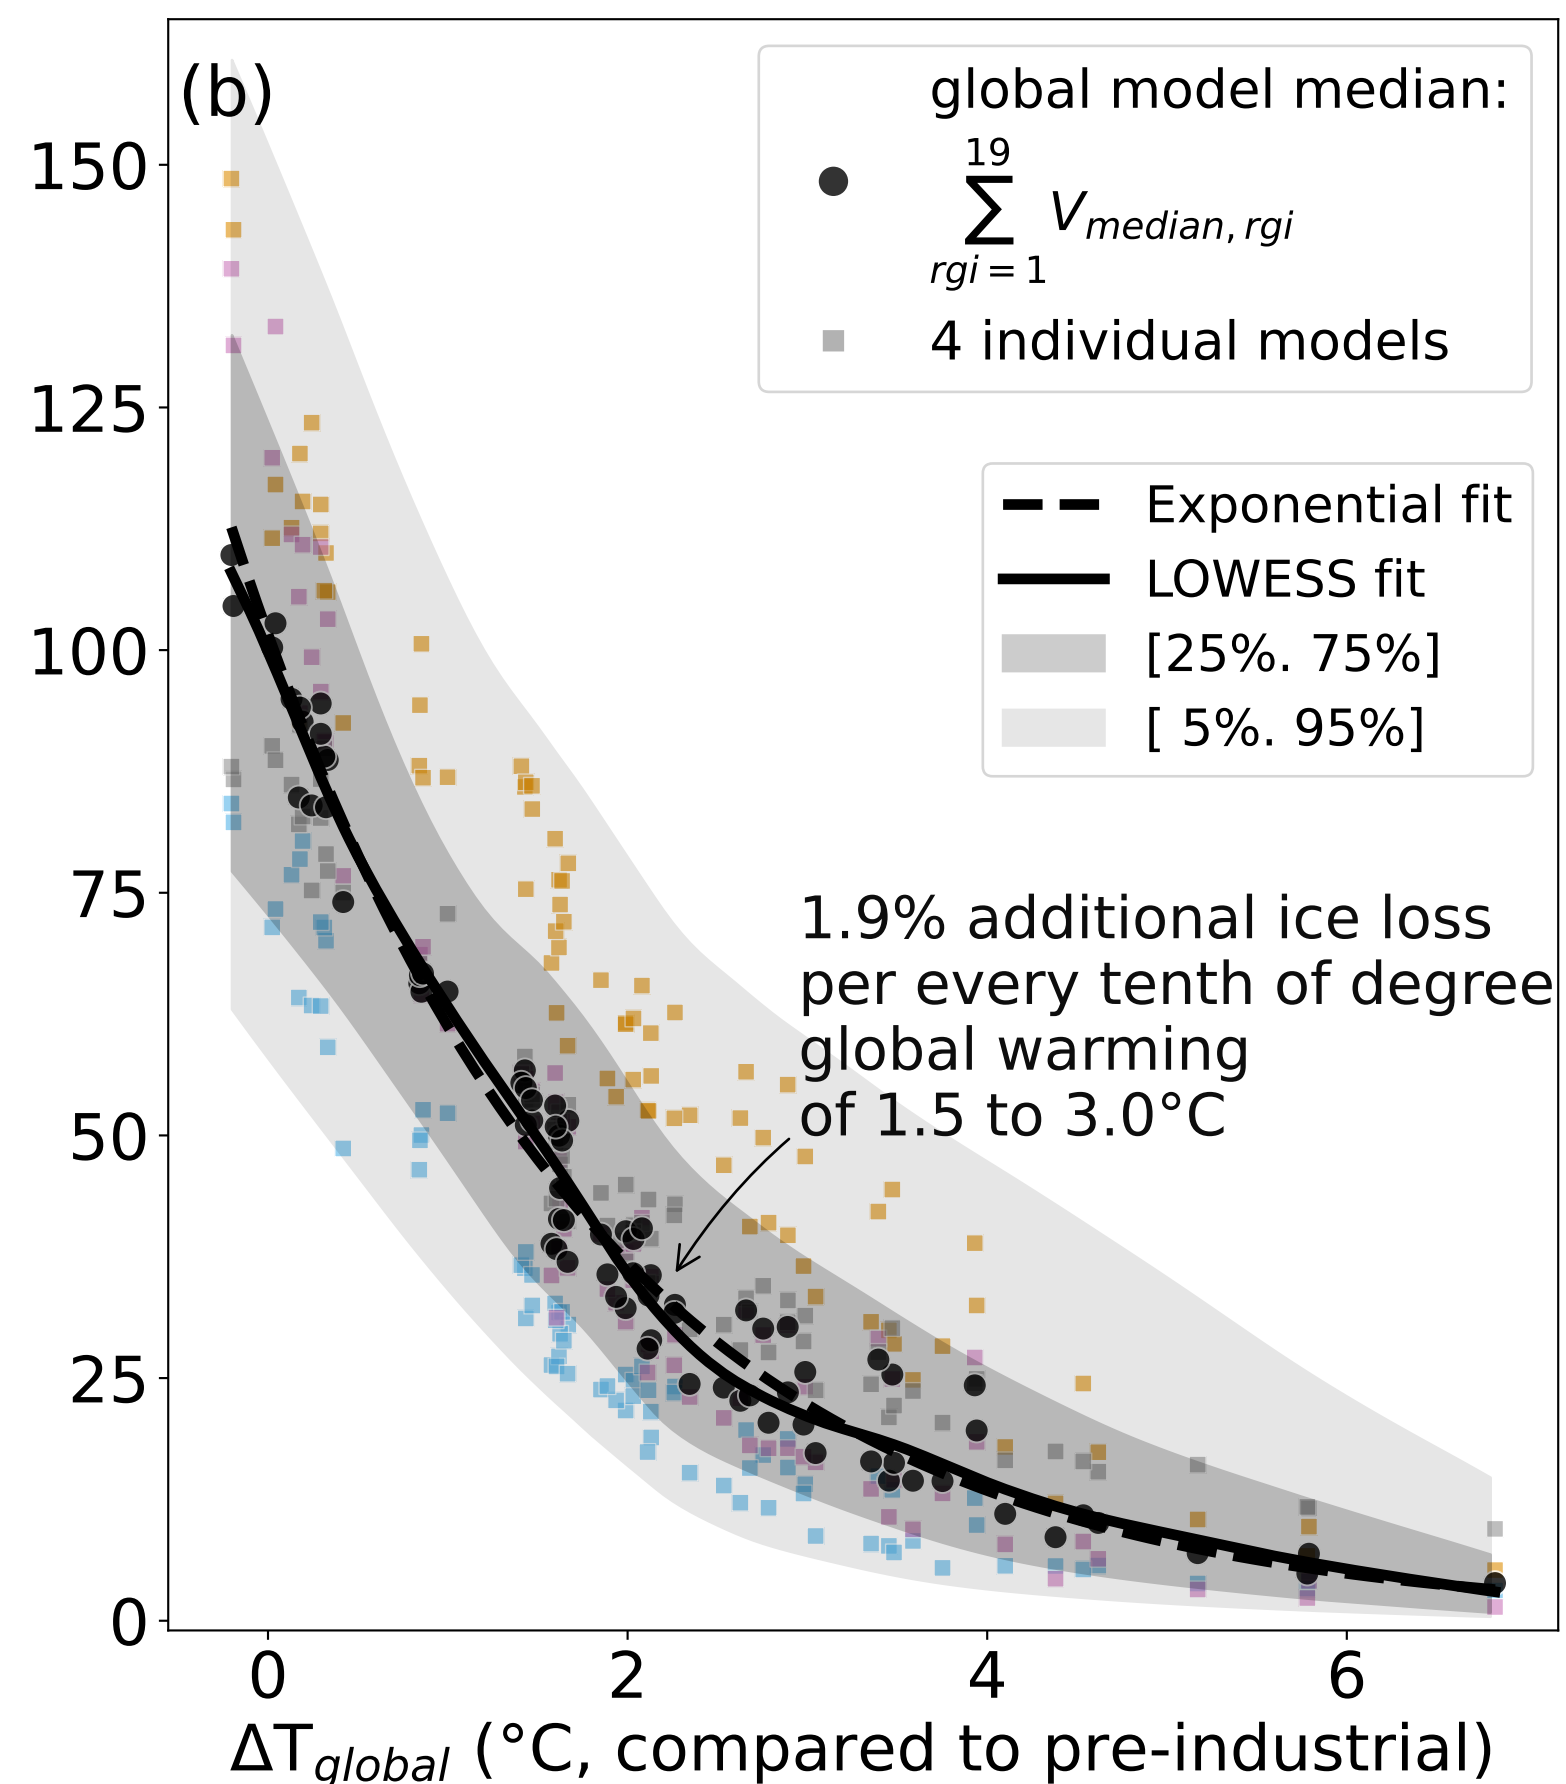 (b)
global model median:
19
∑ V_median, rgi
rgi = 1
4 individual models
Exponential fit
LOWESS fit
[25%. 75%]
[ 5%. 95%]
1.9% additional ice loss
per every tenth of degree
global warming
of 1.5 to 3.0°C
150
125
100
75
50
25
0
0 2 4 6
ΔT_global (°C, compared to pre-industrial)